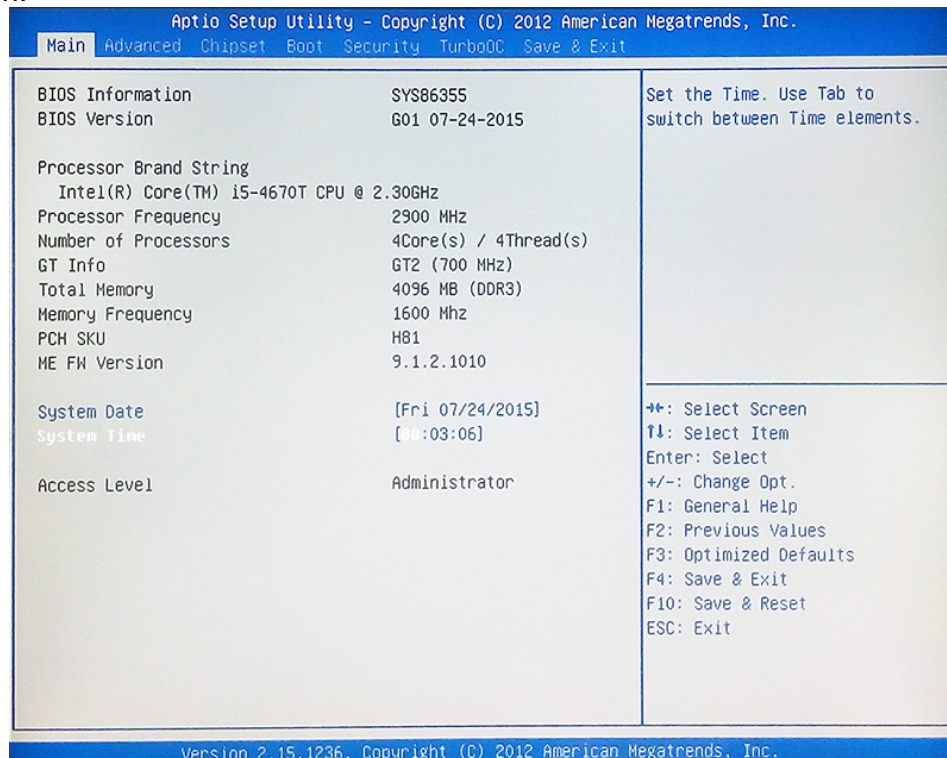 Aptio Setup Utility - Copyright (C) 2012 American Megatrends, Inc.
Main Advanced Chipset Boot Security TurboOC Save & Exit
BIOS Information SYS86355
BIOS Version G01 07-24-2015
Processor Brand String
Intel(R) Core(TM) i5-4670T CPU @ 2.30GHz
Processor Frequency 2900 MHz
Number of Processors 4Core(s) / 4Thread(s)
GT Info GT2 (700 MHz)
Total Memory 4096 MB (DDR3)
Memory Frequency 1600 Mhz
PCH SKU H81
ME FW Version 9.1.2.1010
System Date [Fri 07/24/2015]
System Time [00:03:06]
Access Level Administrator
Set the Time. Use Tab to
switch between Time elements.
→←: Select Screen
↑↓: Select Item
Enter: Select
+/-: Change Opt.
F1: General Help
F2: Previous Values
F3: Optimized Defaults
F4: Save & Exit
F10: Save & Reset
ESC: Exit
Version 2.15.1236. Copyright (C) 2012 American Megatrends, Inc.